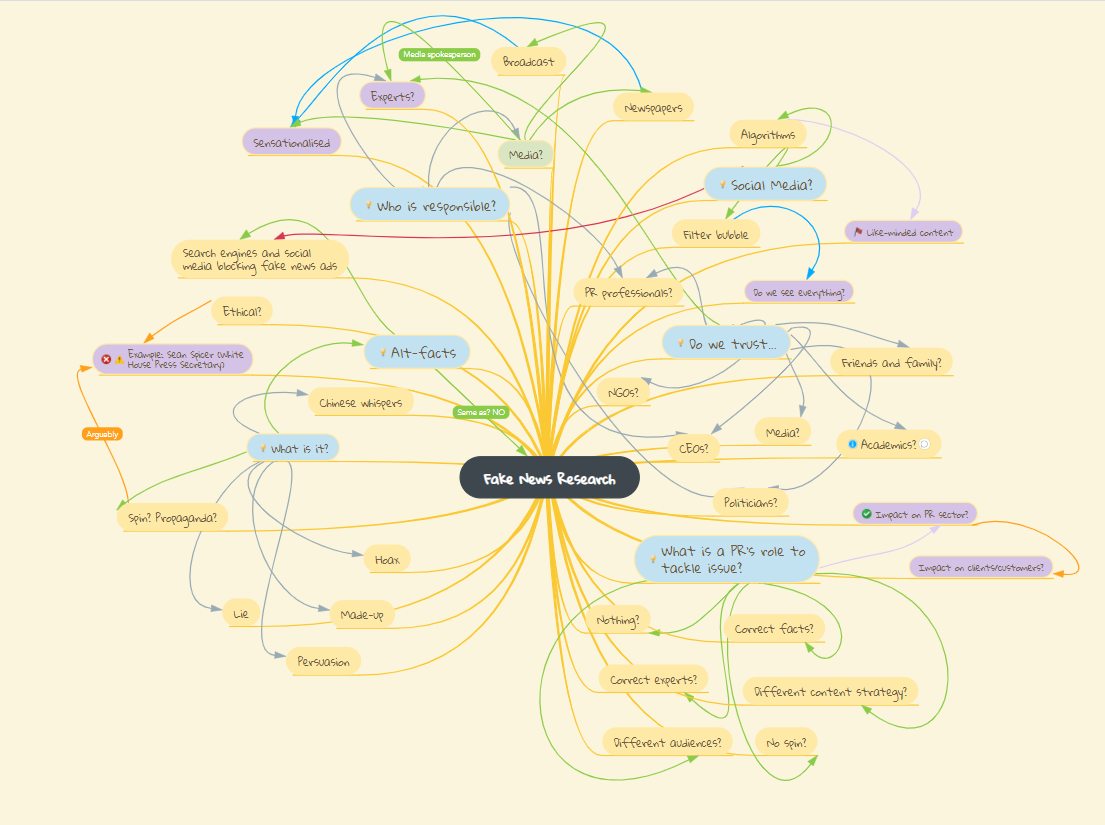 Media spokesperson
Broadcast
Experts?
Newspapers
Sensationalised
Media?
Algorithms
Who is responsible?
Social Media?
Filter bubble
Like-minded content
Search engines and social
media blocking fake news ads
PR professionals?
Do we see everything?
Ethical?
Alt-facts
Do we trust...
Example: Sean Spicer (White
House Press Secretary)
Friends and family?
Chinese whispers
NGOs?
Same as? NO
Arguably
What is it?
CEOs?
Media?
Academics?
Fake News Research
Spin? Propaganda?
Politicians?
Impact on PR sector?
What is a PR's role to
tackle issue?
Hoax
Impact on clients/customers?
Lie
Made-up
Nothing?
Correct facts?
Persuasion
Correct experts?
Different content strategy?
Different audiences?
No spin?